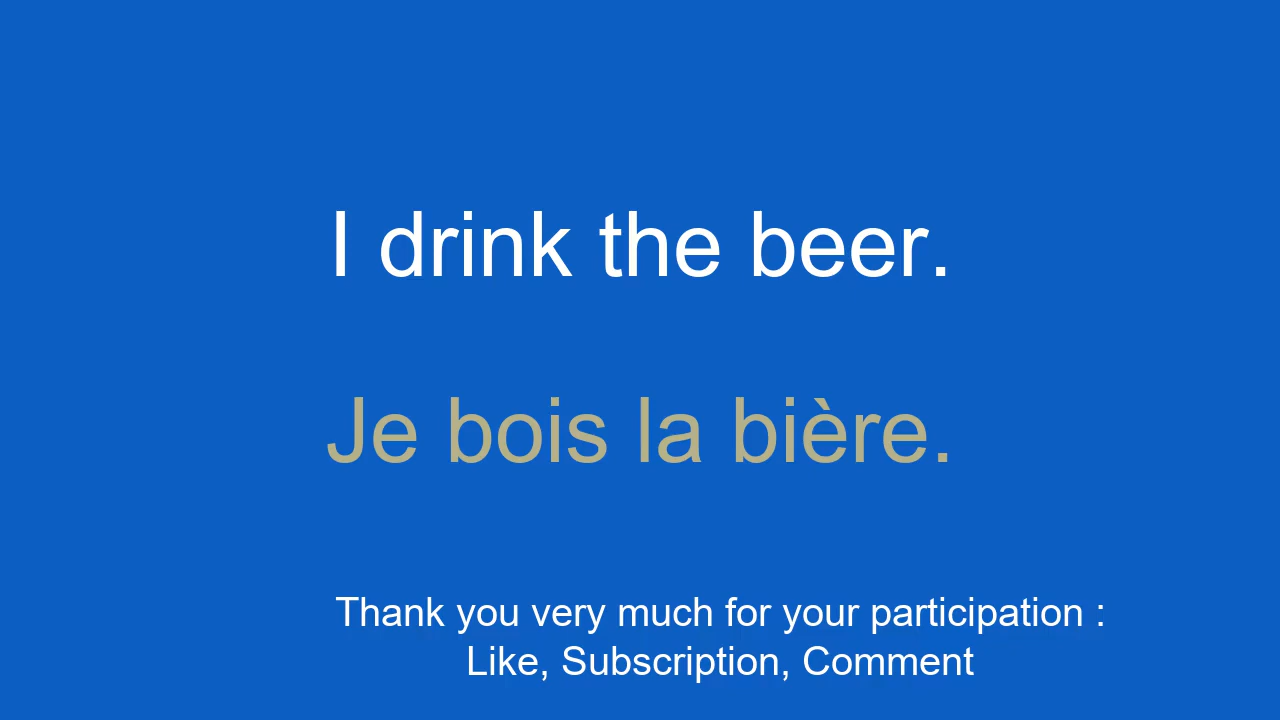 I drink the beer.
Je bois la bière.
Thank you very much for your participation :
Like, Subscription, Comment